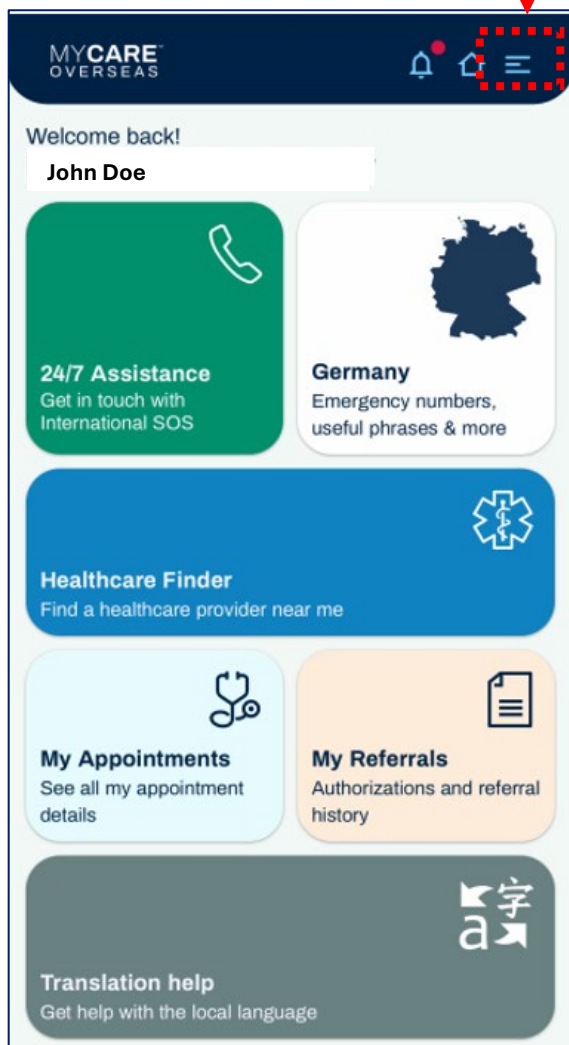 MYCARE™
OVERSEAS
Welcome back!
John Doe
24/7 Assistance
Get in touch with
International SOS
Germany
Emergency numbers,
useful phrases & more
Healthcare Finder
Find a healthcare provider near me
My Appointments
See all my appointment
details
My Referrals
Authorizations and referral
history
字
a
Translation help
Get help with the local language